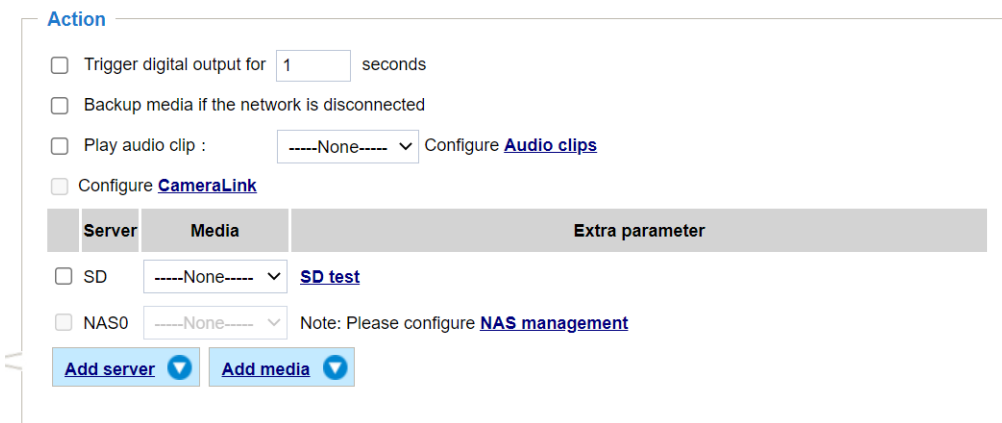 Action
Trigger digital output for 1 seconds
Backup media if the network is disconnected
Play audio clip : -----None----- Configure Audio clips
Configure CameraLink
Server Media Extra parameter
SD -----None----- SD test
NAS0 -----None----- Note: Please configure NAS management
Add server Add media